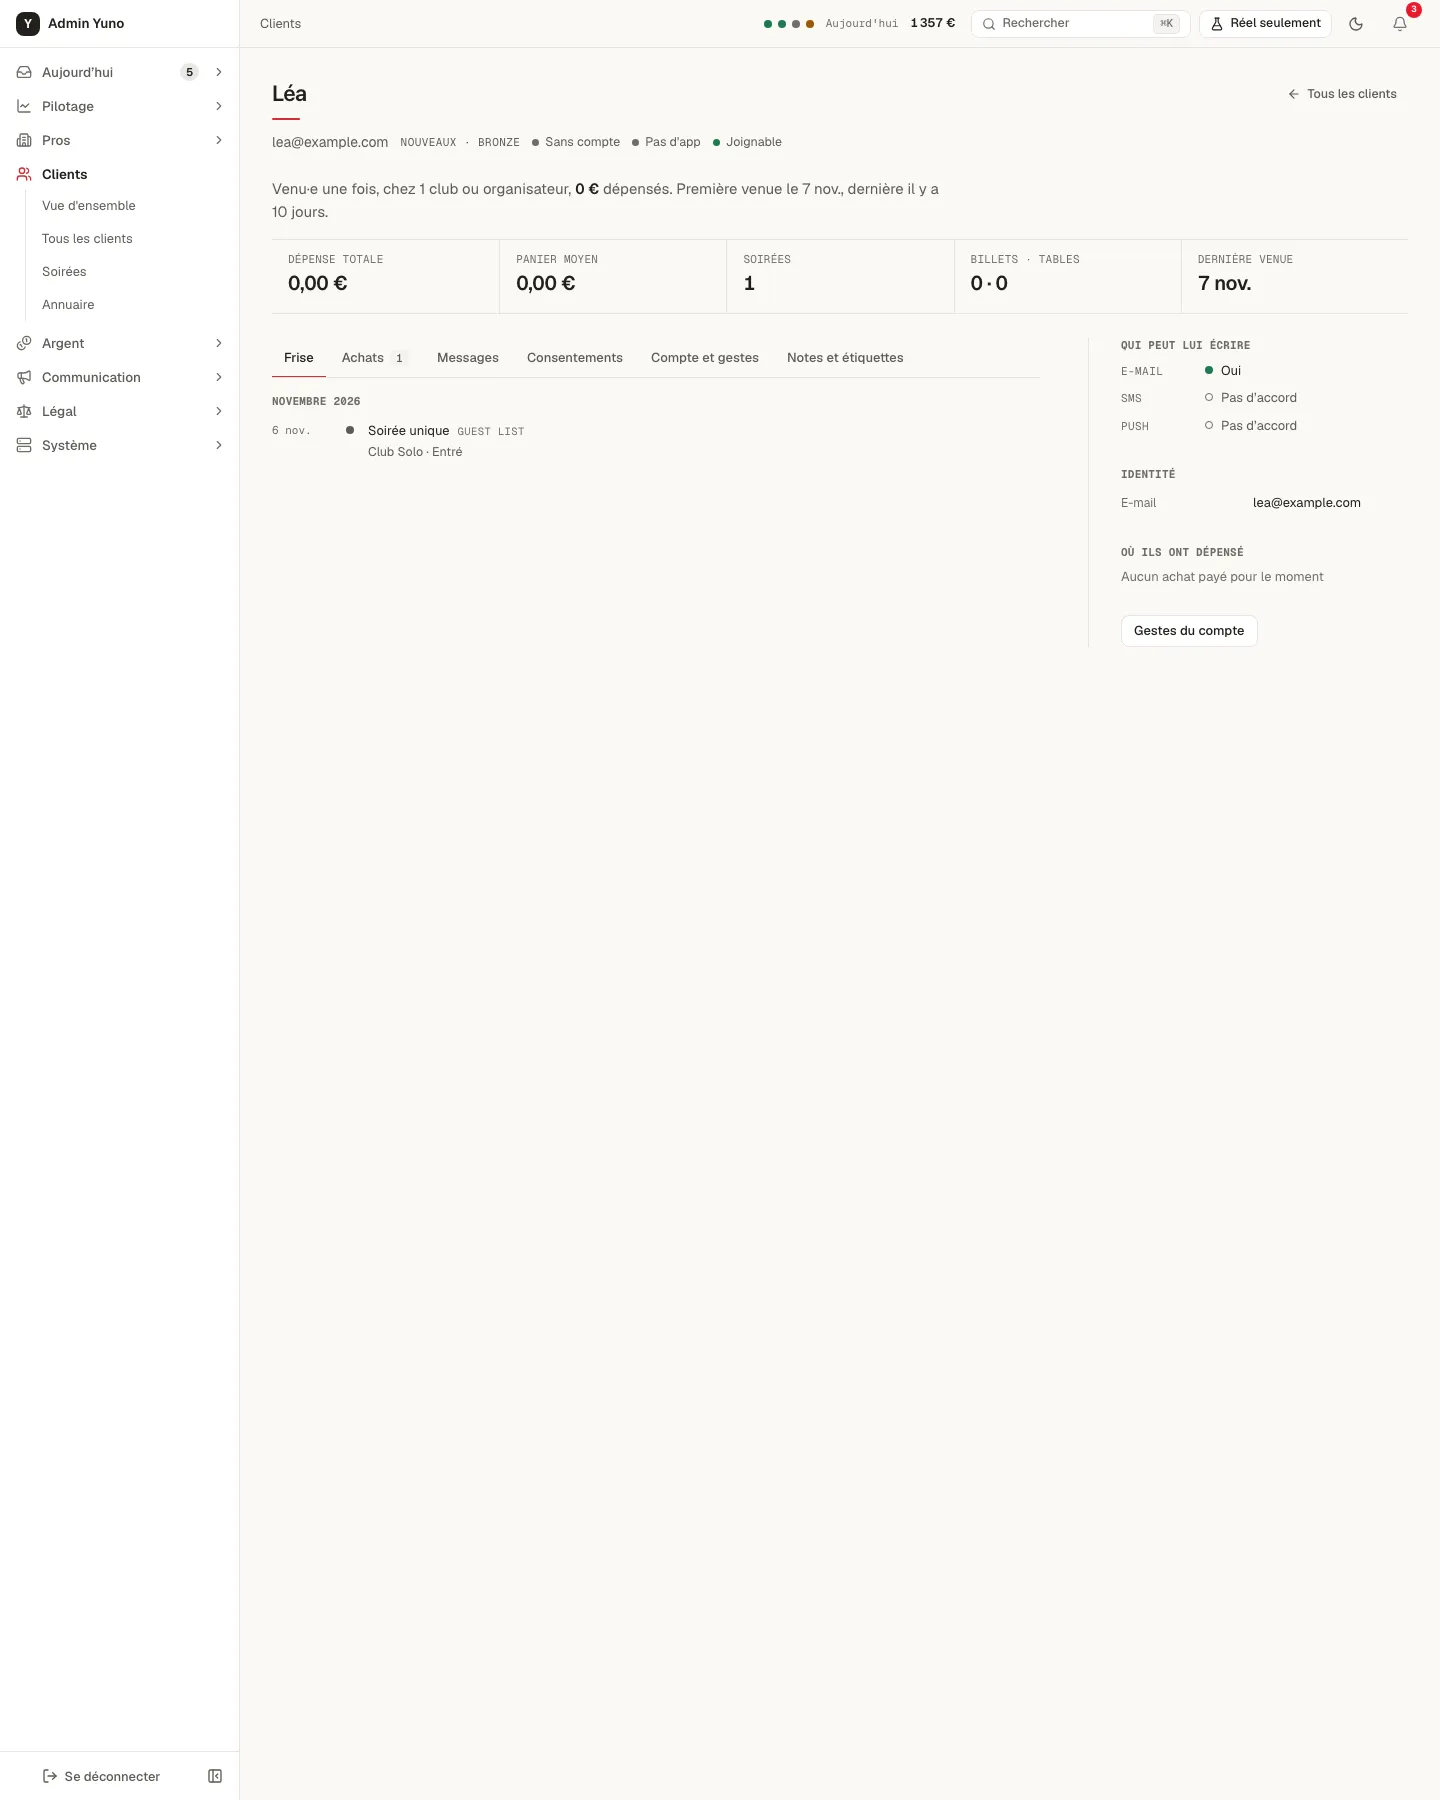 Y Admin Yuno
Clients
Aujourd'hui 1 357 €
Rechercher ⌘K
Réel seulement
3
Aujourd'hui 5
Pilotage
Pros
Clients
Vue d'ensemble
Tous les clients
Soirées
Annuaire
Argent
Communication
Légal
Système
Se déconnecter
Léa
Tous les clients
lea@example.com NOUVEAUX · BRONZE Sans compte Pas d'app Joignable
Venu·e une fois, chez 1 club ou organisateur, 0 € dépensés. Première venue le 7 nov., dernière il y a
10 jours.
DÉPENSE TOTALE
0,00 €
PANIER MOYEN
0,00 €
SOIRÉES
1
BILLETS · TABLES
0 · 0
DERNIÈRE VENUE
7 nov.
Frise Achats 1 Messages Consentements Compte et gestes Notes et étiquettes
NOVEMBRE 2026
6 nov. Soirée unique GUEST LIST
Club Solo · Entré
QUI PEUT LUI ÉCRIRE
E-MAIL Oui
SMS Pas d'accord
PUSH Pas d'accord
IDENTITÉ
E-mail lea@example.com
OÙ ILS ONT DÉPENSÉ
Aucun achat payé pour le moment
Gestes du compte